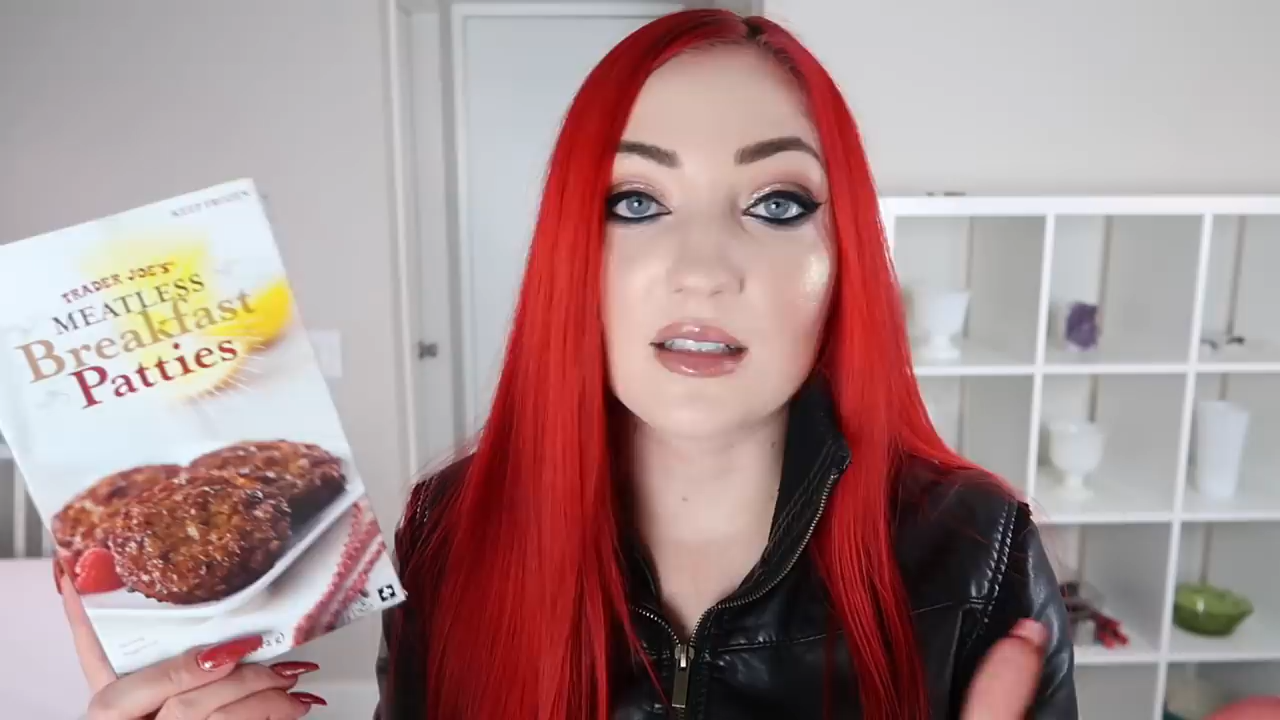 KEEP FROZEN
TRADER JOE'S
MEATLESS
Breakfast
Patties